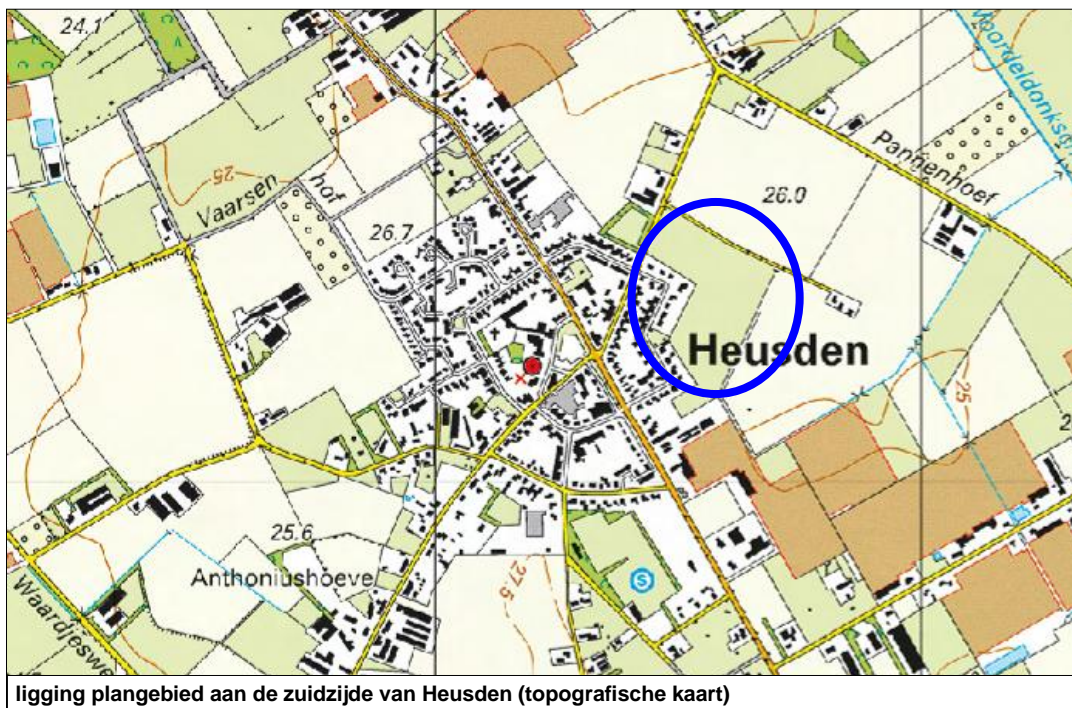 24.1
Voordeldonks
25
Vaarsen
hof
26.7
26.0
Pannenhoef
Heusden
25
2
25.6
Anthoniushoeve
27.5
S
Waardjeswe
ligging plangebied aan de zuidzijde van Heusden (topografische kaart)